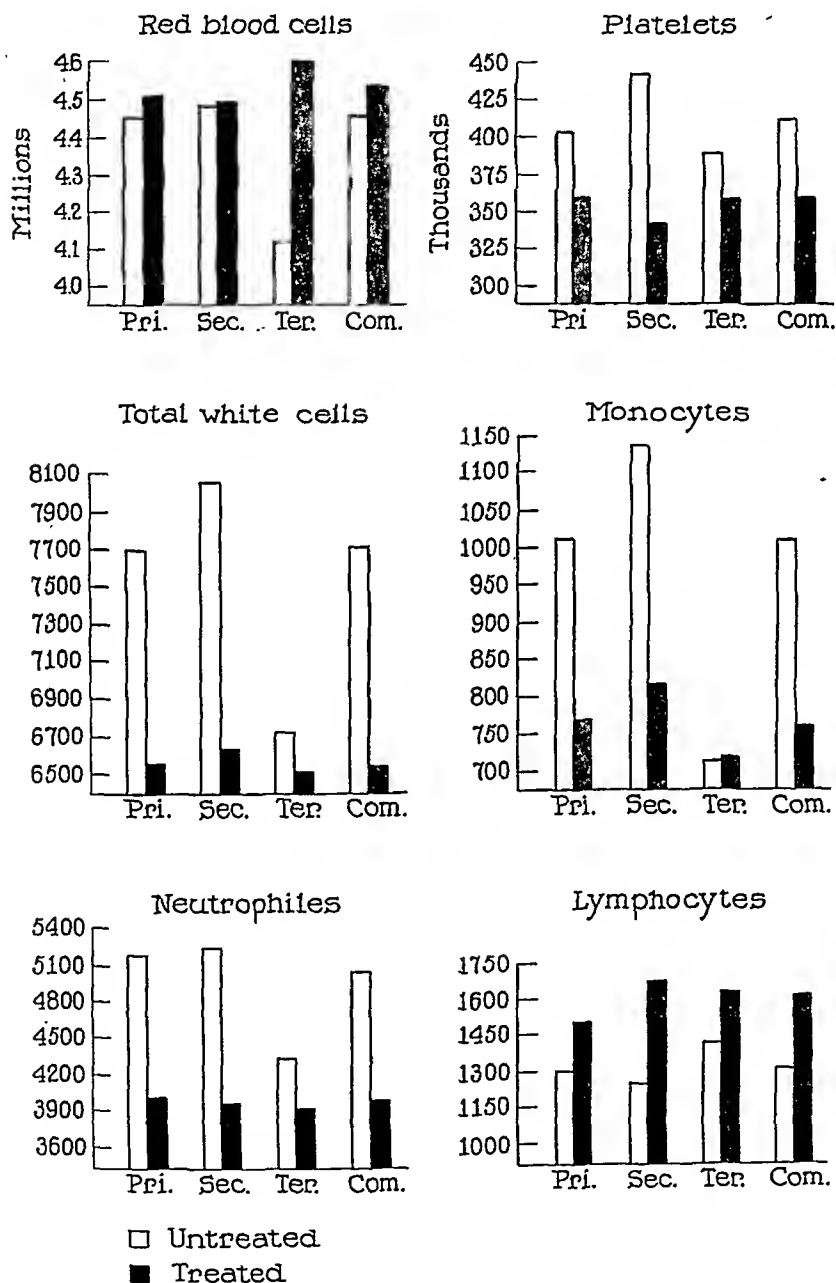 Red blood cells
Millions
4.6
4.5
4.4
4.3
4.2
4.1
4.0
Pri. Sec. Ter. Com.
Platelets
Thousands
450
425
400
375
350
325
300
Pri Sec. Ter. Com.
Total white cells
8100
7900
7700
7500
7300
7100
6900
6700
6500
Pri. Sec. Ter. Com.
Monocytes
1150
1100
1050
1000
950
900
850
800
750
700
Pri. Sec. Ter. Com.
Neutrophiles
5400
5100
4800
4500
4200
3900
3600
Pri. Sec. Ter. Com.
Lymphocytes
1750
1600
1450
1300
1150
1000
Pri. Sec. Ter. Com.
Untreated
Treated